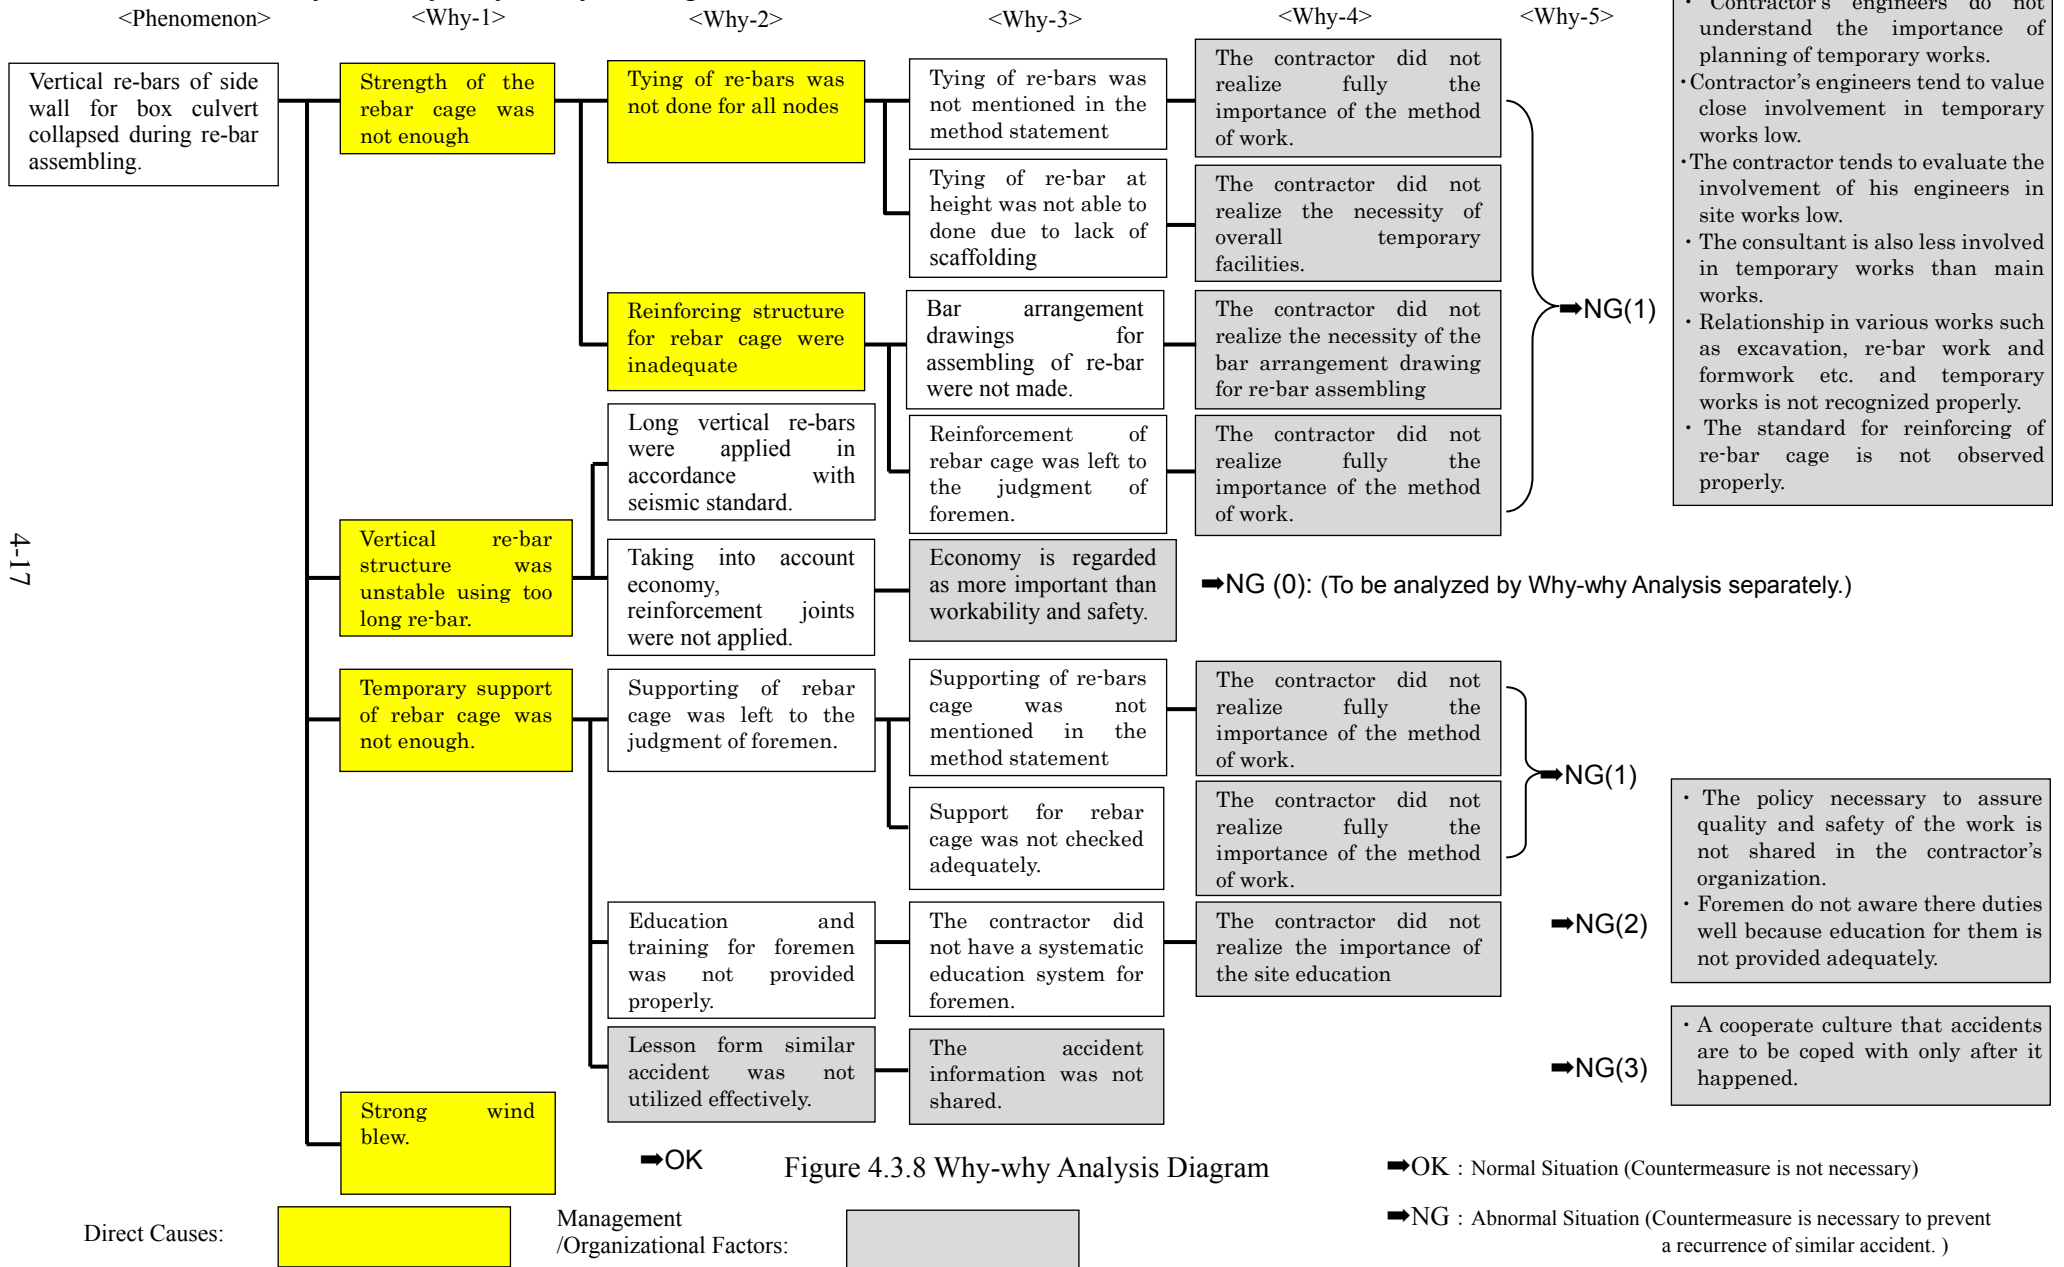 <Phenomenon>
<Why-1>
<Why-2>
<Why-3>
<Why-4>
<Why-5>
Vertical re-bars of side
wall for box culvert
collapsed during re-bar
assembling.
Strength of the
rebar cage was
not enough
Tying of re-bars was
not done for all nodes
Tying of re-bars was
not mentioned in the
method statement
The contractor did not
realize fully the
importance of the method
of work.
Tying of re-bar at
height was not able to
done due to lack of
scaffolding
The contractor did not
realize the necessity of
overall temporary
facilities.
Reinforcing structure
for rebar cage were
inadequate
Bar arrangement
drawings for
assembling of re-bar
were not made.
The contractor did not
realize the necessity of the
bar arrangement drawing
for re-bar assembling
Reinforcement of
rebar cage was left to
the judgment of
foremen.
The contractor did not
realize fully the
importance of the method
of work.
➡NG(1)
・ Contractor's engineers do not
understand the importance of
planning of temporary works.
・Contractor's engineers tend to value
close involvement in temporary
works low.
・The contractor tends to evaluate the
involvement of his engineers in
site works low.
・ The consultant is also less involved
in temporary works than main
works.
・ Relationship in various works such
as excavation, re-bar work and
formwork etc. and temporary
works is not recognized properly.
・ The standard for reinforcing of
re-bar cage is not observed
properly.
Vertical re-bar
structure was
unstable using too
long re-bar.
Long vertical re-bars
were applied in
accordance with
seismic standard.
Taking into account
economy,
reinforcement joints
were not applied.
Economy is regarded
as more important than
workability and safety.
➡NG (0): (To be analyzed by Why-why Analysis separately.)
4-17
Temporary support
of rebar cage was
not enough.
Supporting of rebar
cage was left to the
judgment of foremen.
Supporting of re-bars
cage was not
mentioned in the
method statement
The contractor did not
realize fully the
importance of the method
of work.
Support for rebar
cage was not checked
adequately.
The contractor did not
realize fully the
importance of the method
of work.
➡NG(1)
Education and
training for foremen
was not provided
properly.
The contractor did
not have a systematic
education system for
foremen.
The contractor did not
realize the importance of
the site education
➡NG(2)
・ The policy necessary to assure
quality and safety of the work is
not shared in the contractor's
organization.
・ Foremen do not aware there duties
well because education for them is
not provided adequately.
Lesson form similar
accident was not
utilized effectively.
The accident
information was not
shared.
➡NG(3)
・ A cooperate culture that accidents
are to be coped with only after it
happened.
Strong wind
blew.
➡OK
Figure 4.3.8 Why-why Analysis Diagram
➡OK : Normal Situation (Countermeasure is not necessary)
➡NG : Abnormal Situation (Countermeasure is necessary to prevent
a recurrence of similar accident. )
Direct Causes:
Management
/Organizational Factors: